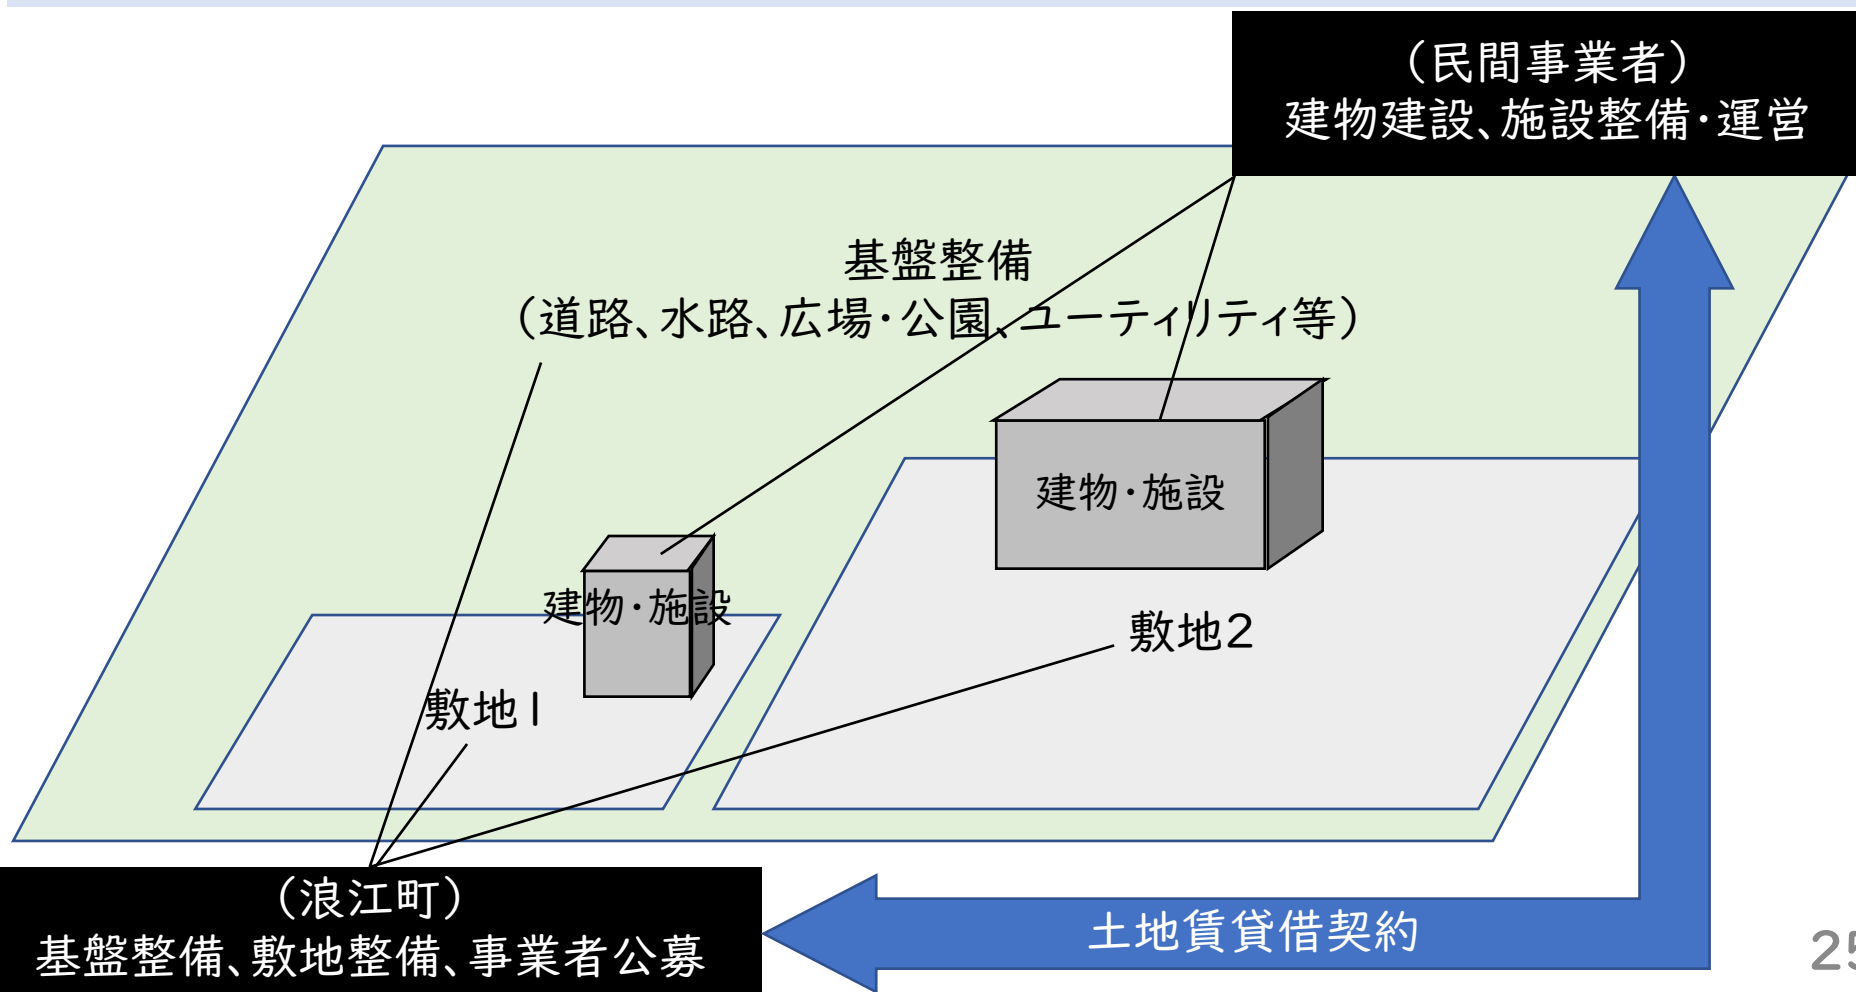 （民間事業者）
建物建設、施設整備・運営
基盤整備
（道路、水路、広場・公園、ユーティリティ等）
建物・施設
建物・施設
敷地2
敷地1
（浪江町）
基盤整備、敷地整備、事業者公募
土地賃貸借契約
25